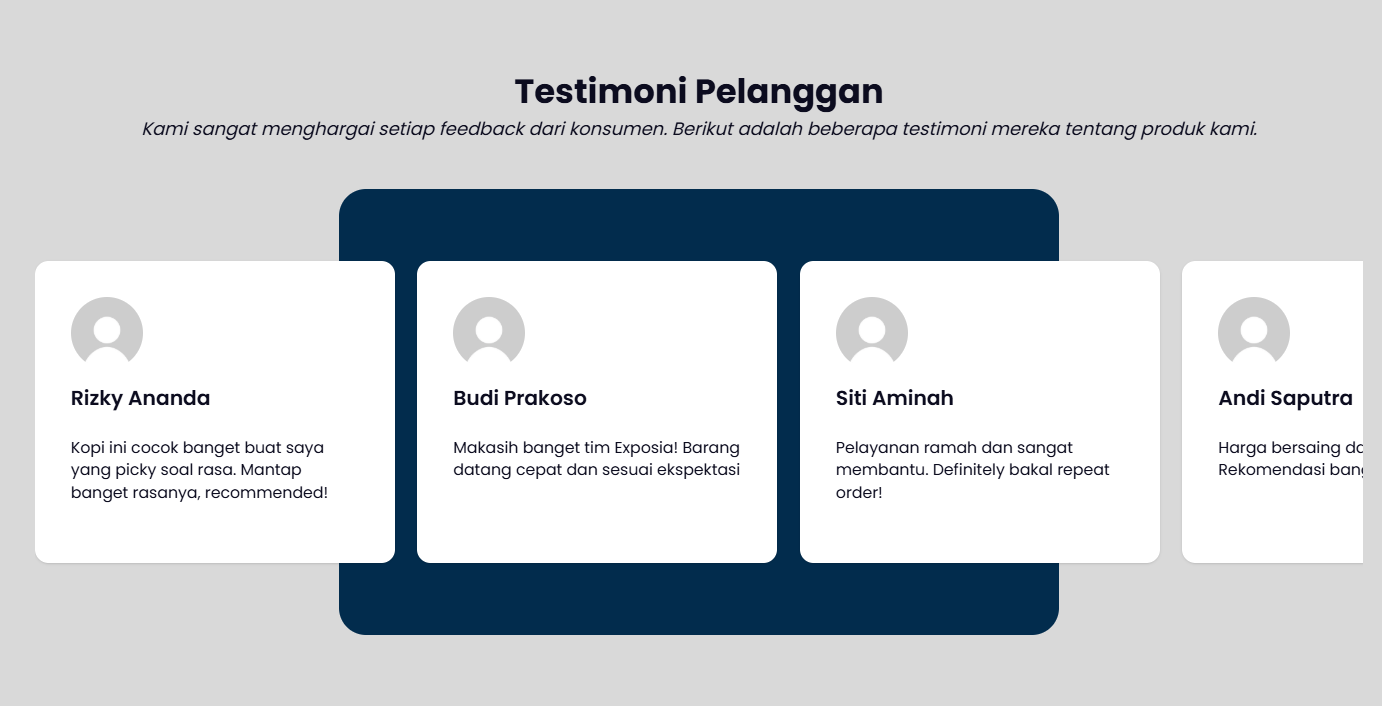 Testimoni Pelanggan
Kami sangat menghargai setiap feedback dari konsumen. Berikut adalah beberapa testimoni mereka tentang produk kami.
Rizky Ananda
Kopi ini cocok banget buat saya
yang picky soal rasa. Mantap
banget rasanya, recommended!
Budi Prakoso
Makasih banget tim Exposia! Barang
datang cepat dan sesuai ekspektasi
Siti Aminah
Pelayanan ramah dan sangat
membantu. Definitely bakal repeat
order!
Andi Saputra
Harga bersaing
Rekomendasi